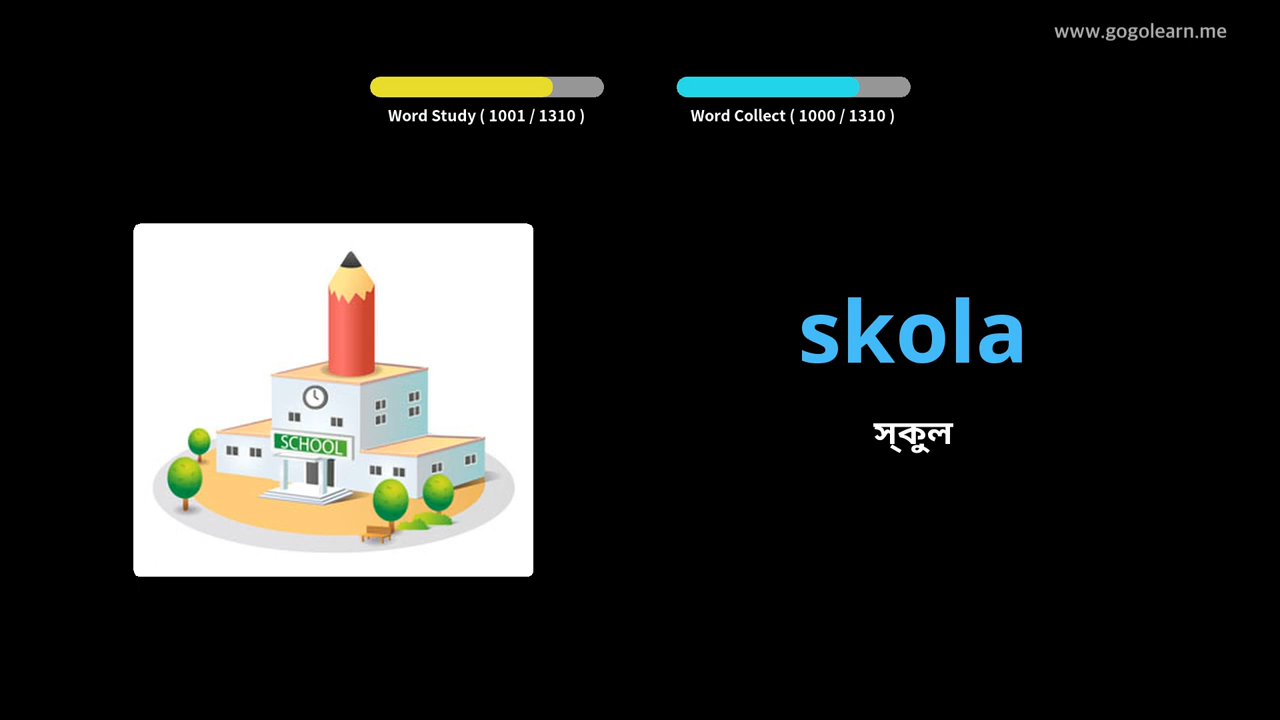 www.gogolearn.me
Word Study ( 1001 / 1310 )
Word Collect ( 1000 / 1310 )
SCHOOL
skola
স্কুল